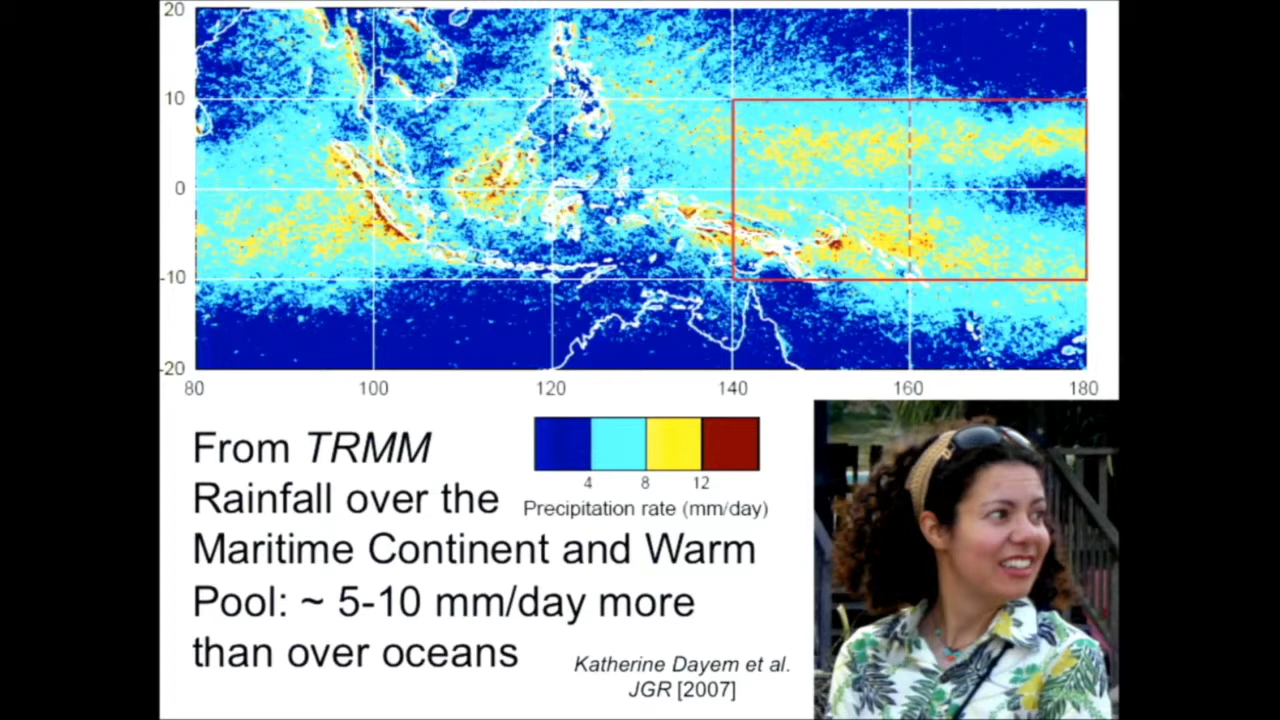 20
10
0
-10
-20
80 100 120 140 160 180
4 8 12
Precipitation rate (mm/day)
From TRMM
Rainfall over the
Maritime Continent and Warm
Pool: ~ 5-10 mm/day more
than over oceans
Katherine Dayem et al.
JGR [2007]